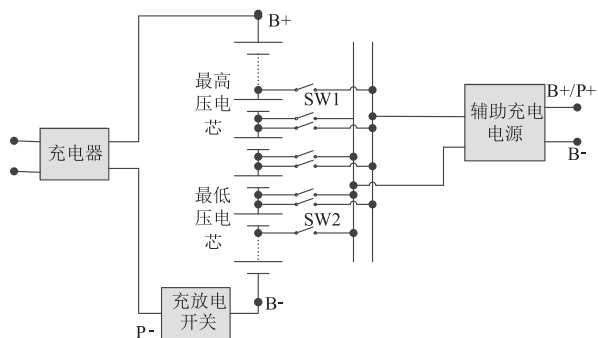 B+
最高
压电
芯
SW1
B+/P+
辅助充电
电源
B-
充电器
最低
压电
芯
SW2
充放电
开关
B-
P-